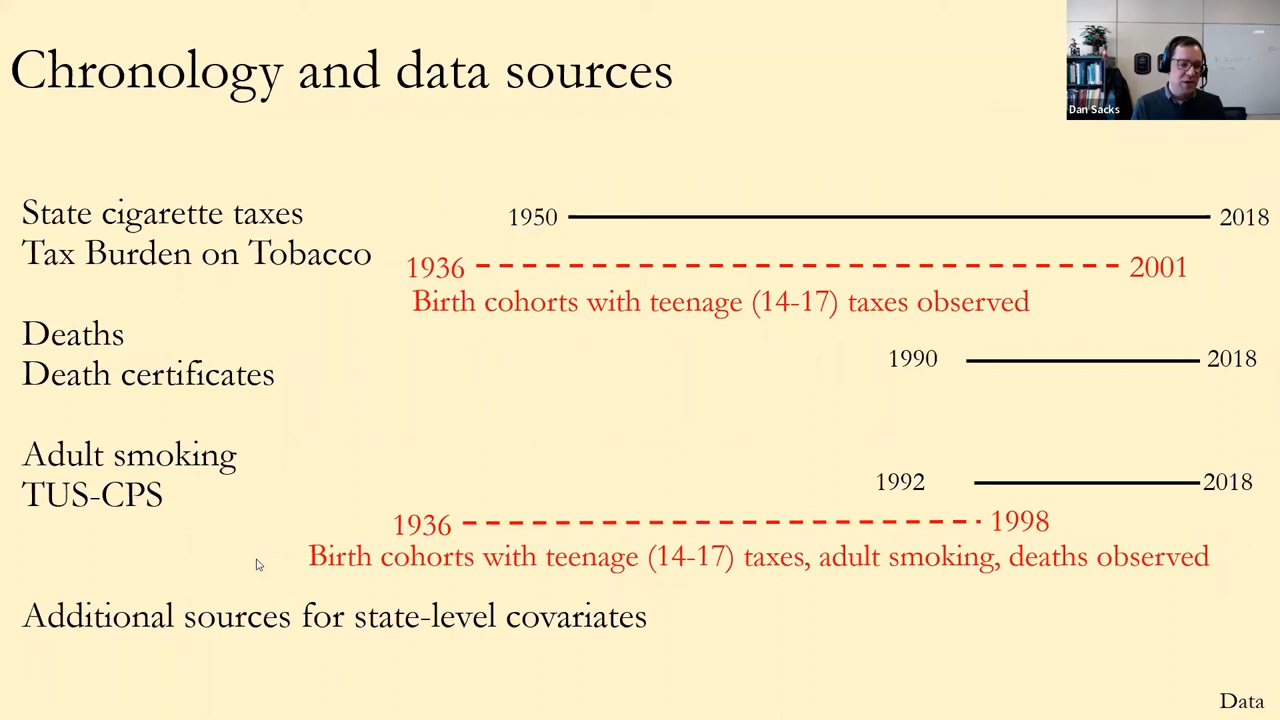 Chronology and data sources
Dan Sacks
State cigarette taxes
Tax Burden on Tobacco
1950 2018
1936 2001
Birth cohorts with teenage (14-17) taxes observed
Deaths
Death certificates
1990 2018
Adult smoking
TUS-CPS
1992 2018
1936 1998
Birth cohorts with teenage (14-17) taxes, adult smoking, deaths observed
Additional sources for state-level covariates
Data